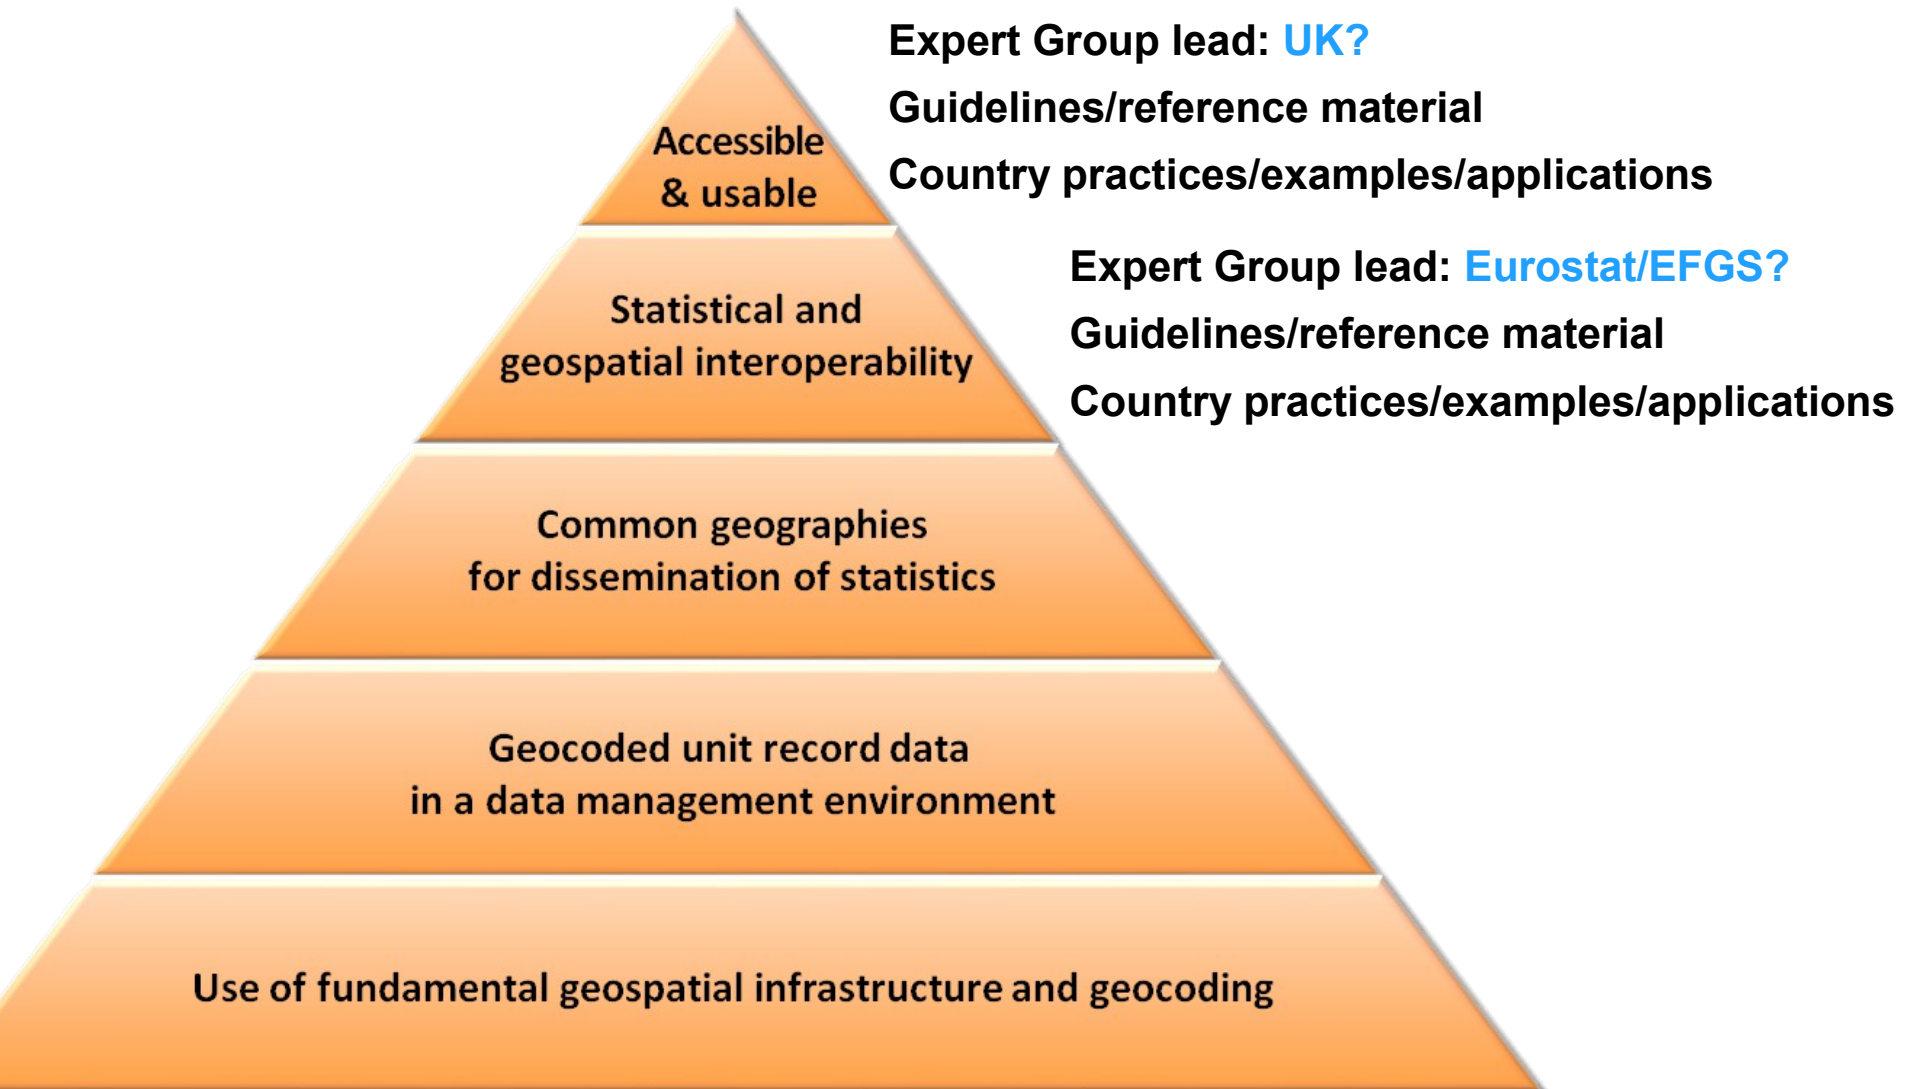 Expert Group lead: UK?
Guidelines/reference material
Country practices/examples/applications
Accessible
& usable
Expert Group lead: Eurostat/EFGS?
Guidelines/reference material
Country practices/examples/applications
Statistical and
geospatial interoperability
Common geographies
for dissemination of statistics
Geocoded unit record data
in a data management environment
Use of fundamental geospatial infrastructure and geocoding